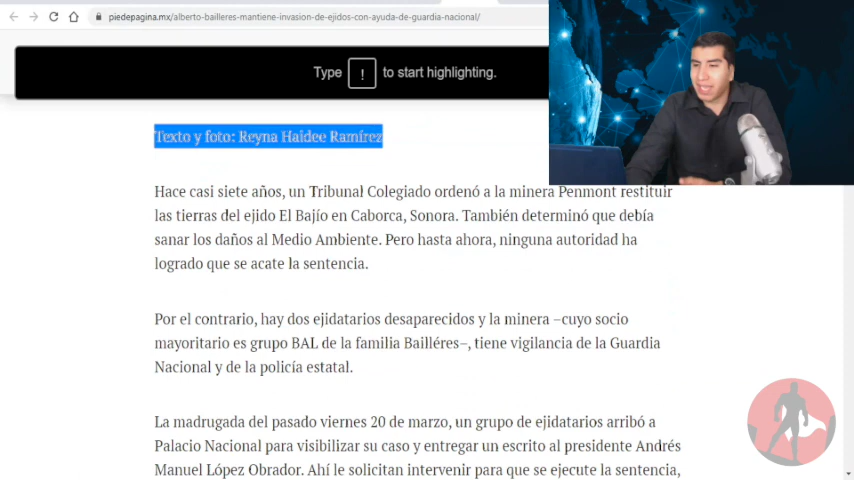 piedepagina.mx/alberto-bailleres-mantiene-invasion-de-ejidos-con-ayuda-de-guardia-nacional/
Type ! to start highlighting.
Texto y foto: Reyna Haidee Ramírez
Hace casi siete años, un Tribunal Colegiado ordenó a la minera Penmont restituir
las tierras del ejido El Bajío en Caborca, Sonora. También determinó que debía
sanar los daños al Medio Ambiente. Pero hasta ahora, ninguna autoridad ha
logrado que se acate la sentencia.
Por el contrario, hay dos ejidatarios desaparecidos y la minera –cuyo socio
mayoritario es grupo BAL de la familia Bailléres–, tiene vigilancia de la Guardia
Nacional y de la policía estatal.
La madrugada del pasado viernes 20 de marzo, un grupo de ejidatarios arribó a
Palacio Nacional para visibilizar su caso y entregar un escrito al presidente Andrés
Manuel López Obrador. Ahí le solicitan intervenir para que se ejecute la sentencia,